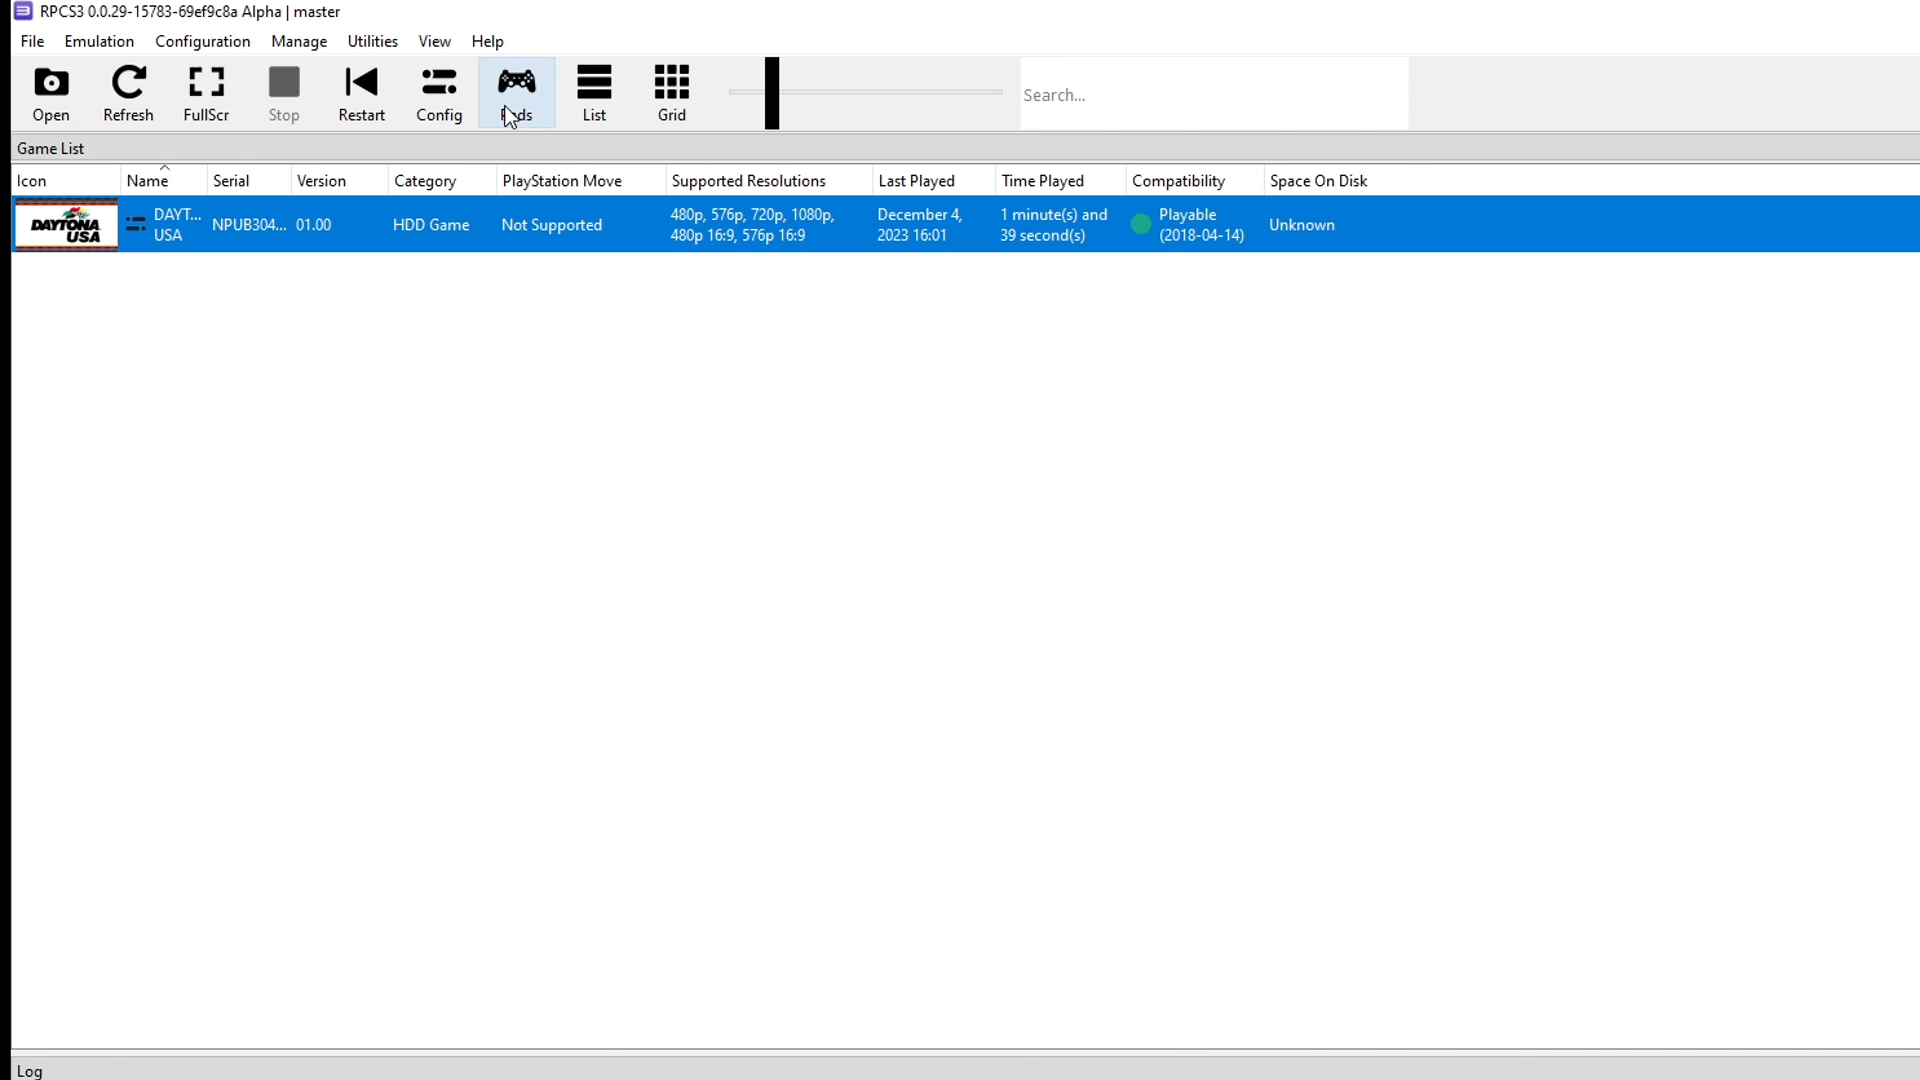 RPCS3 0.0.29-15783-69ef9c8a Alpha | master
File Emulation Configuration Manage Utilities View Help
Open Refresh FullScr Stop Restart Config Pads List Grid Search...
Game List
Icon Name Serial Version Category PlayStation Move Supported Resolutions Last Played Time Played Compatibility Space On Disk
DAYTONA USA DAYT... USA NPUB304... 01.00 HDD Game Not Supported 480p, 576p, 720p, 1080p, 480p 16:9, 576p 16:9 December 4, 2023 16:01 1 minute(s) and 39 second(s) Playable (2018-04-14) Unknown
Log